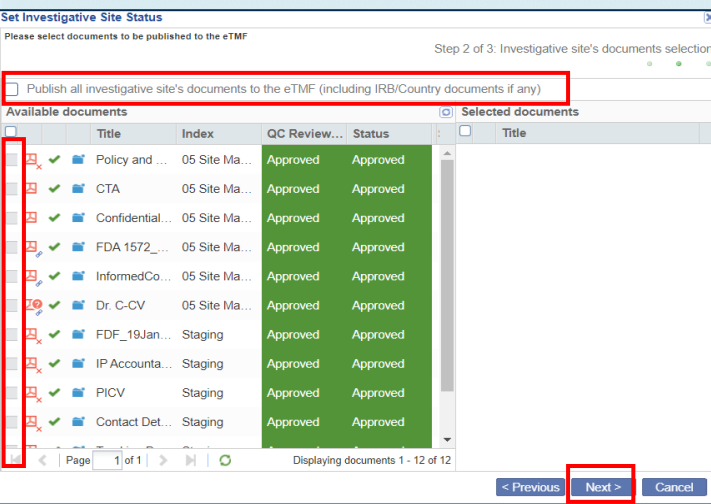 Set Investigative Site Status
Please select documents to be published to the eTMF
Step 2 of 3: Investigative site's documents selection
Publish all investigative site's documents to the eTMF (including IRB/Country documents if any)
Available documents
Selected documents
Title Index QC Review... Status
Title
Policy and ... 05 Site Ma... Approved Approved
CTA 05 Site Ma... Approved Approved
Confidential... 05 Site Ma... Approved Approved
FDA 1572_... 05 Site Ma... Approved Approved
InformedCo... 05 Site Ma... Approved Approved
Dr. C-CV 05 Site Ma... Approved Approved
FDF_19Jan... Staging Approved Approved
IP Accounta... Staging Approved Approved
PICV Staging Approved Approved
Contact Det... Staging Approved Approved
Page 1 of 1 Displaying documents 1 - 12 of 12
< Previous Next > Cancel